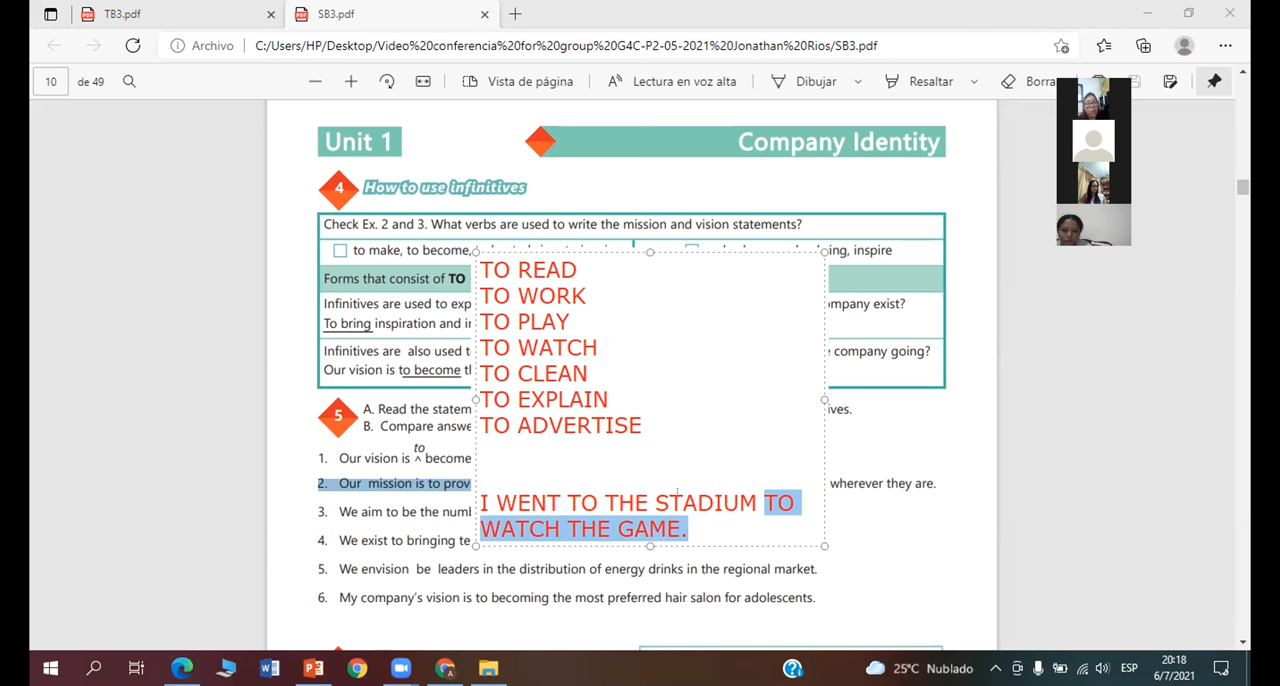 TB3.pdf
SB3.pdf
Archivo
C:/Users/HP/Desktop/Video%20conferencia%20for%20group%20G4C-P2-05-2021%20Jonathan%20Rios/SB3.pdf
10 de 49
Vista de página
Lectura en voz alta
Dibujar
Resaltar
Borra
Unit 1
Company Identity
4 How to use infinitives
Check Ex. 2 and 3. What verbs are used to write the mission and vision statements?
to make, to become,
ing, inspire
Forms that consist of TO
Infinitives are used to exp
ompany exist?
To bring inspiration and in
Infinitives are also used t
e company going?
Our vision is to become th
TO READ
TO WORK
TO PLAY
TO WATCH
TO CLEAN
TO EXPLAIN
TO ADVERTISE
I WENT TO THE STADIUM TO
WATCH THE GAME.
5 A. Read the statem
ives.
B. Compare answe
to
1. Our vision is ^ become
2. Our mission is to prov
wherever they are.
3. We aim to be the numb
4. We exist to bringing te
5. We envision be leaders in the distribution of energy drinks in the regional market.
6. My company's vision is to becoming the most preferred hair salon for adolescents.
25°C Nublado
ESP
20:18
6/7/2021